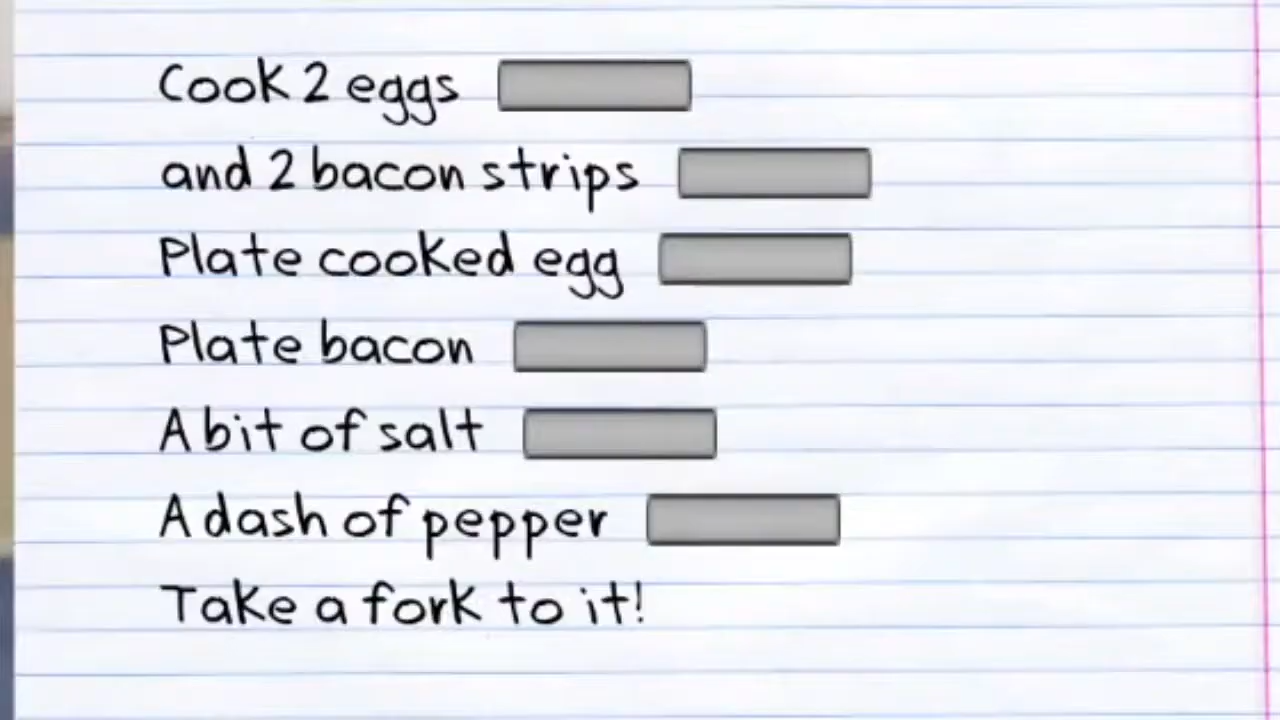 Cook 2 eggs
and 2 bacon strips
Plate cooked egg
Plate bacon
A bit of salt
A dash of pepper
Take a fork to it!